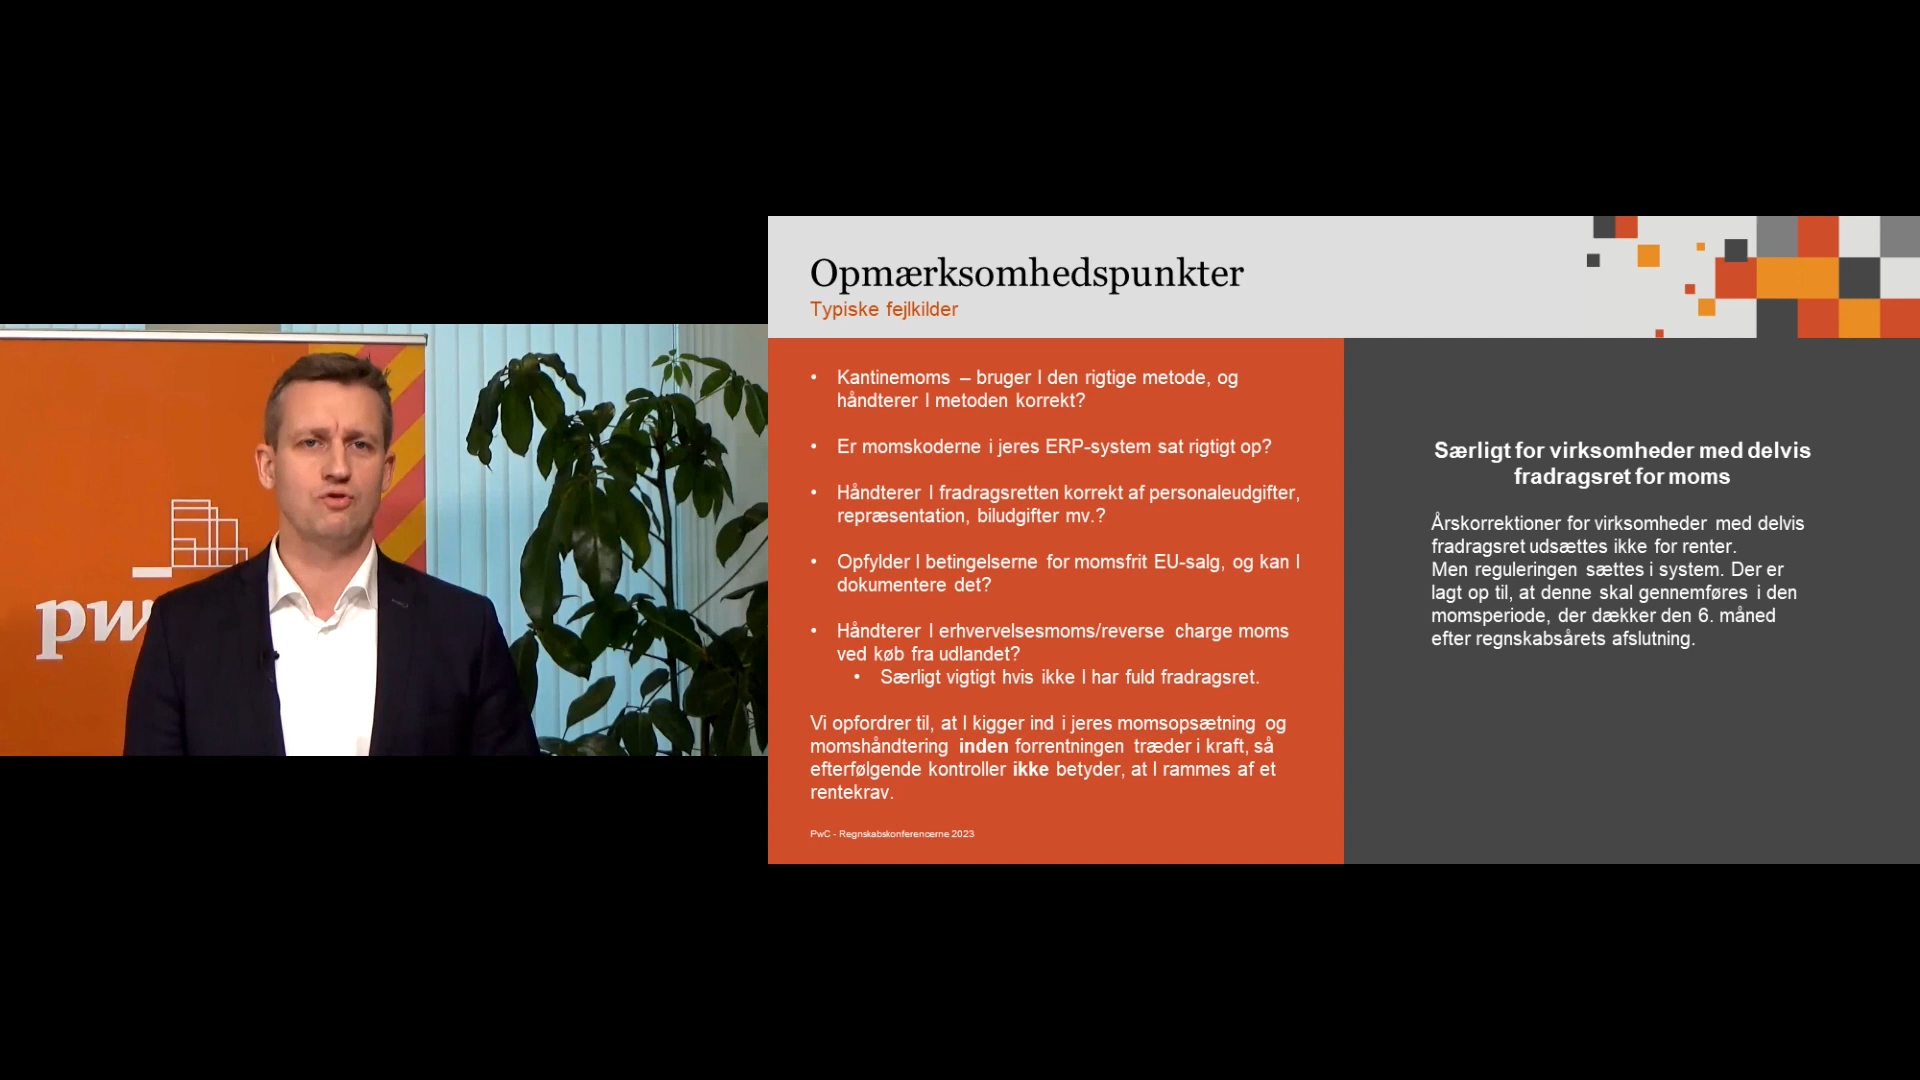 pw
Opmærksomhedspunkter
Typiske fejlkilder
• Kantinemoms – bruger I den rigtige metode, og
håndterer I metoden korrekt?
• Er momskoderne i jeres ERP-system sat rigtigt op?
• Håndterer I fradragsretten korrekt af personaleudgifter,
repræsentation, biludgifter mv.?
• Opfylder I betingelserne for momsfrit EU-salg, og kan I
dokumentere det?
• Håndterer I erhvervelsesmoms/reverse charge moms
ved køb fra udlandet?
• Særligt vigtigt hvis ikke I har fuld fradragsret.
Vi opfordrer til, at I kigger ind i jeres momsopsætning og
momshåndtering inden forrentningen træder i kraft, så
efterfølgende kontroller ikke betyder, at I rammes af et
rentekrav.
PwC - Regnskabskonferencerne 2023
Særligt for virksomheder med delvis
fradragsret for moms
Årskorrektioner for virksomheder med delvis
fradragsret udsættes ikke for renter.
Men reguleringen sættes i system. Der er
lagt op til, at denne skal gennemføres i den
momsperiode, der dækker den 6. måned
efter regnskabsårets afslutning.